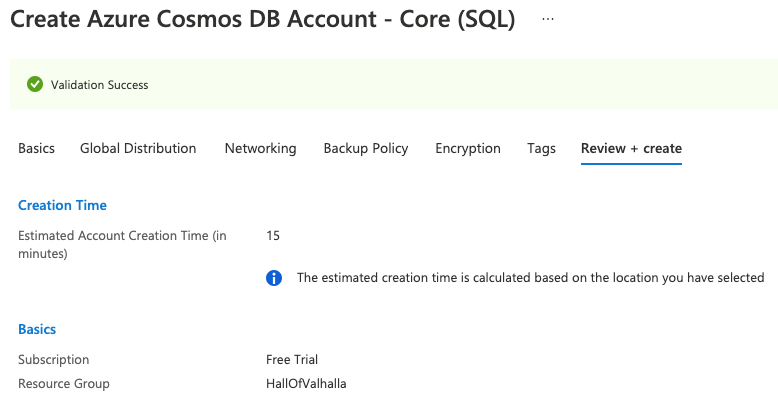 Create Azure Cosmos DB Account - Core (SQL) ...
Validation Success
Basics Global Distribution Networking Backup Policy Encryption Tags Review + create
Creation Time
Estimated Account Creation Time (in 15
minutes)
The estimated creation time is calculated based on the location you have selected
Basics
Subscription Free Trial
Resource Group HallOfValhalla